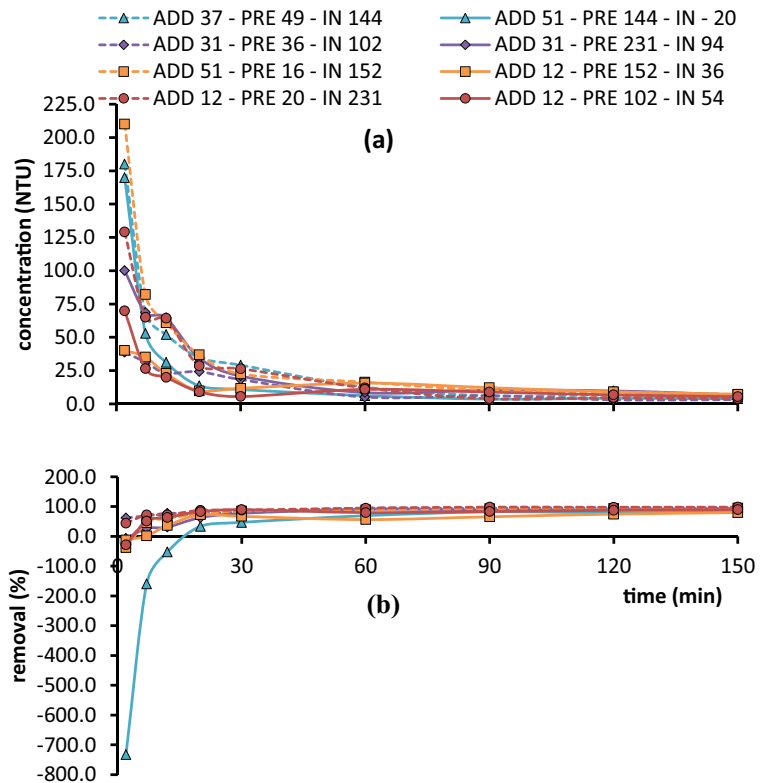 ADD 37 - PRE 49 - IN 144
ADD 51 - PRE 144 - IN - 20
ADD 31 - PRE 36 - IN 102
ADD 31 - PRE 231 - IN 94
ADD 51 - PRE 16 - IN 152
ADD 12 - PRE 152 - IN 36
ADD 12 - PRE 20 - IN 231
ADD 12 - PRE 102 - IN 54
225.0
200.0
175.0
150.0
125.0
100.0
75.0
50.0
25.0
0.0
concentration (NTU)
(a)
200.0
100.0
0.0
-100.0
-200.0
-300.0
-400.0
-500.0
-600.0
-700.0
-800.0
removal (%)
0
30
60
90
120
150
time (min)
(b)